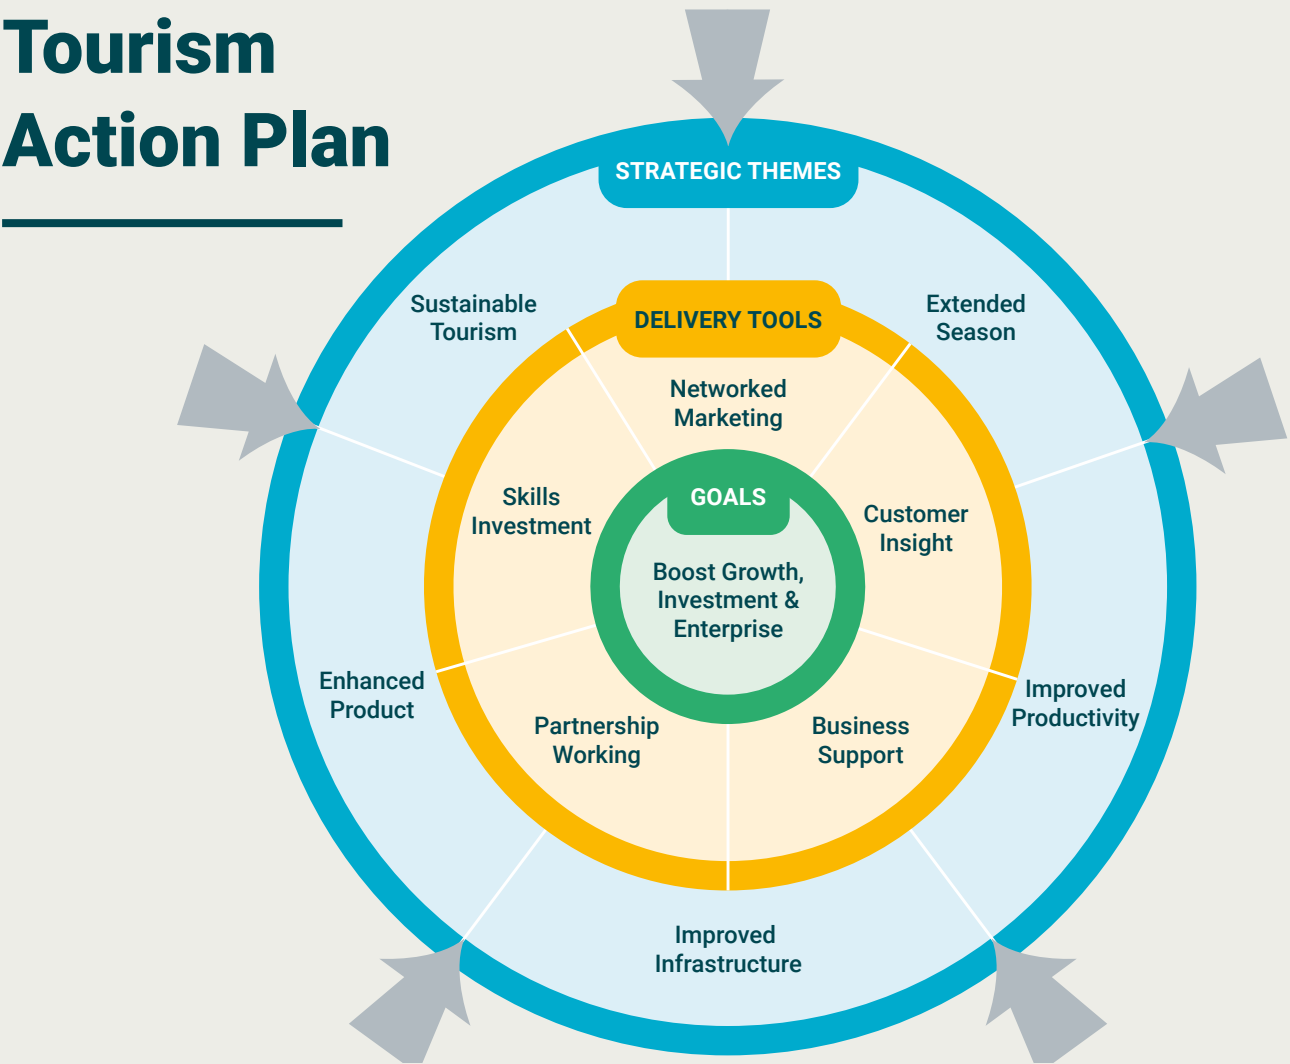 Tourism
Action Plan
STRATEGIC THEMES
Sustainable
Tourism
Extended
Season
DELIVERY TOOLS
Networked
Marketing
Skills
Investment
GOALS
Customer
Insight
Boost Growth,
Investment &
Enterprise
Enhanced
Product
Improved
Productivity
Partnership
Working
Business
Support
Improved
Infrastructure